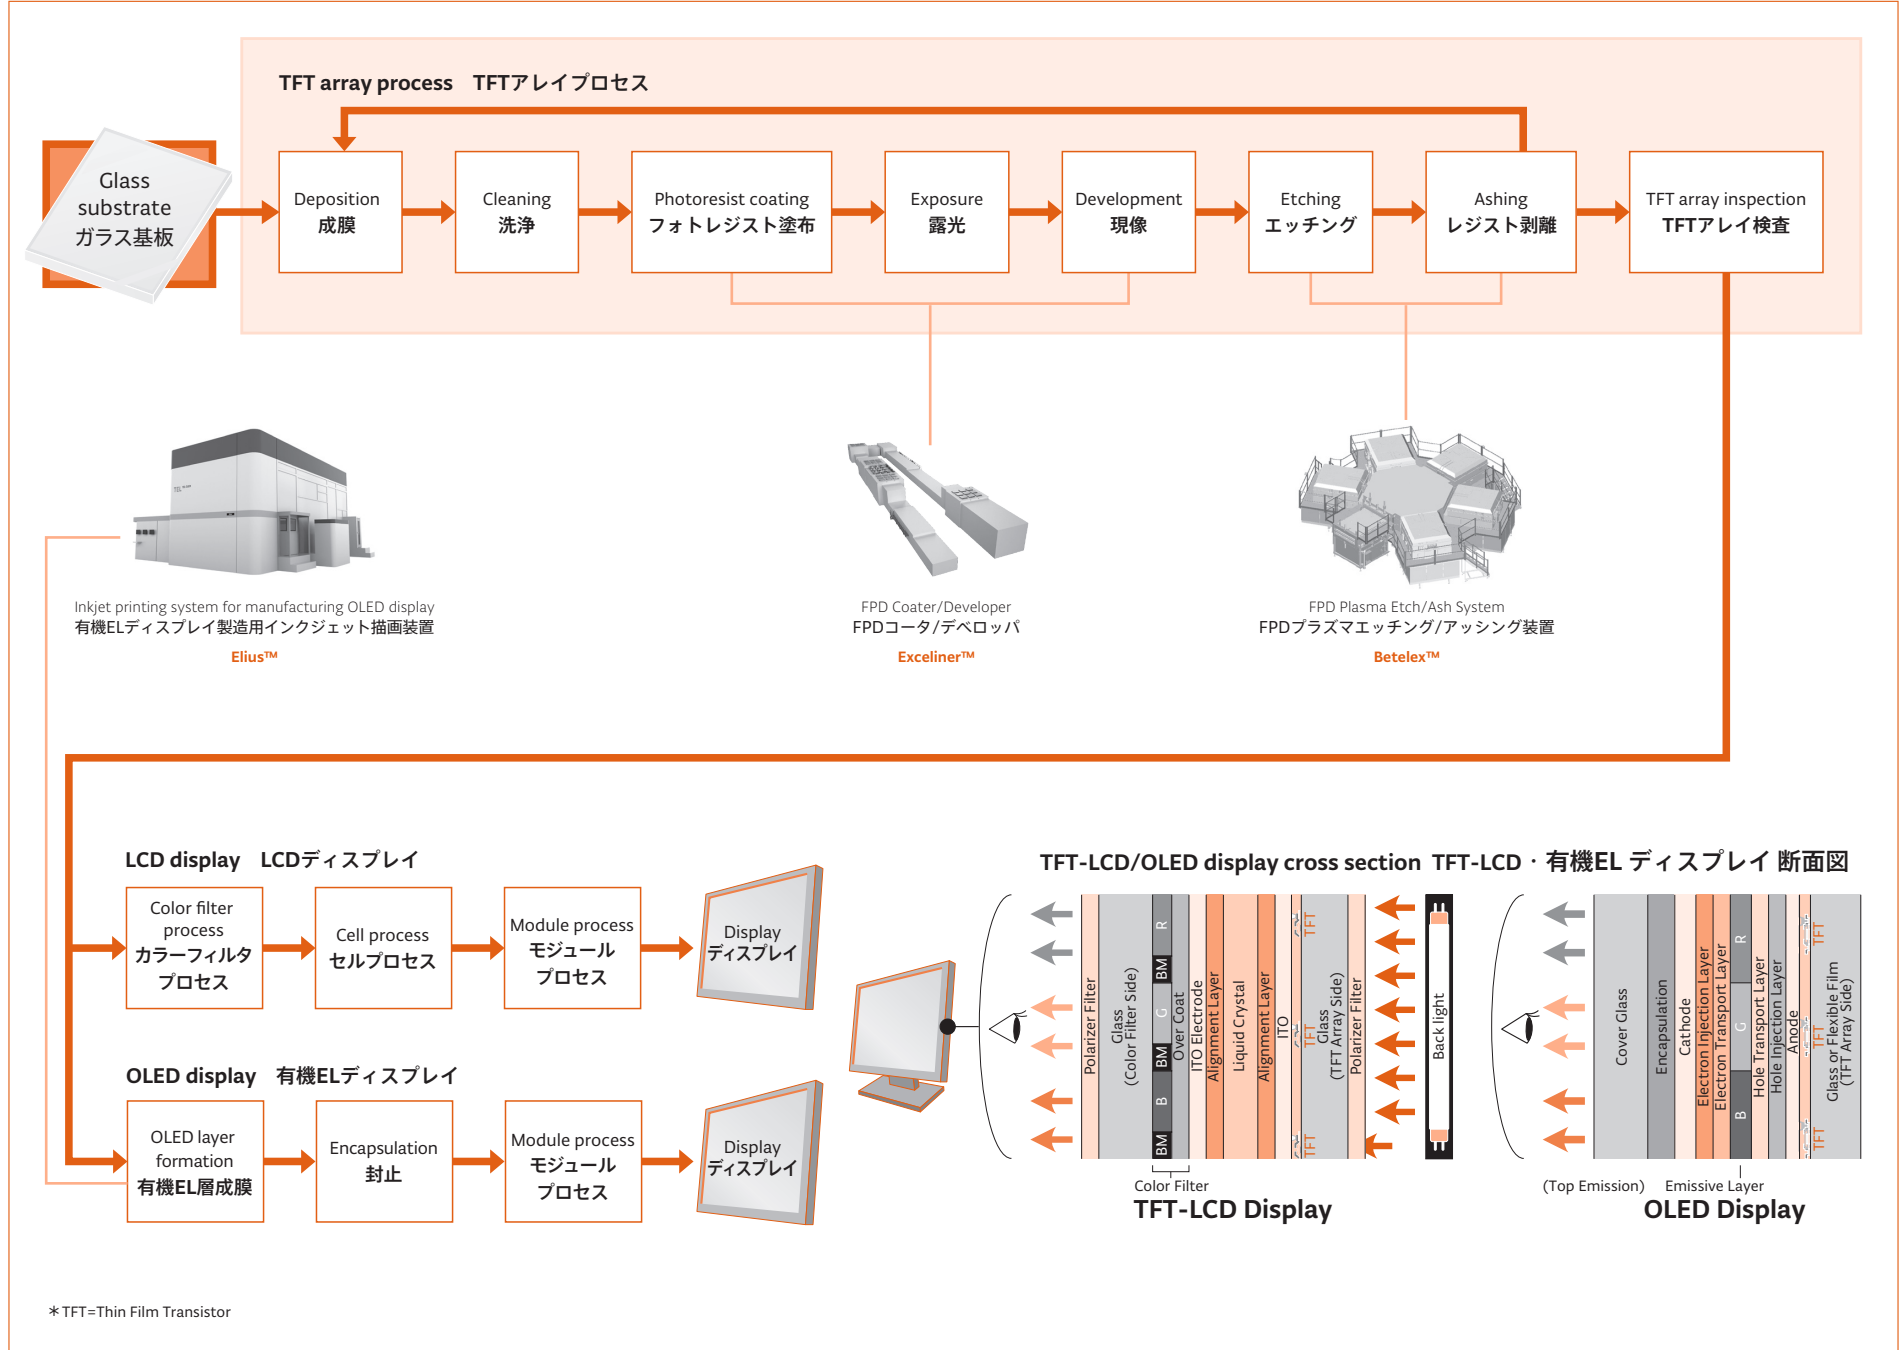 TFT array process TFTアレイプロセス
Glass
substrate
ガラス基板
Deposition
成膜
Cleaning
洗浄
Photoresist coating
フォトレジスト塗布
Exposure
露光
Development
現像
Etching
エッチング
Ashing
レジスト剥離
TFT array inspection
TFTアレイ検査
Inkjet printing system for manufacturing OLED display
有機ELディスプレイ製造用インクジェット描画装置
Elius™
FPD Coater/Developer
FPDコータ/デベロッパ
Exceliner™
FPD Plasma Etch/Ash System
FPDプラズマエッチング/アッシング装置
Betelex™
LCD display LCDディスプレイ
Color filter
process
カラーフィルタ
プロセス
Cell process
セルプロセス
Module process
モジュール
プロセス
Display
ディスプレイ
OLED display 有機ELディスプレイ
OLED layer
formation
有機EL層成膜
Encapsulation
封止
Module process
モジュール
プロセス
Display
ディスプレイ
TFT-LCD/OLED display cross section TFT-LCD・有機EL ディスプレイ 断面図
Polarizer Filter
Glass
(Color Filter Side)
R
BM
G
BM
B
BM
Over Coat
ITO Electrode
Alignment Layer
Liquid Crystal
Alignment Layer
ITO
TFT
TFT
TFT
Glass
(TFT Array Side)
Polarizer Filter
Back light
Color Filter
TFT-LCD Display
Cover Glass
Encapsulation
Cathode
Electron Injection Layer
Electron Transport Layer
R
G
B
Hole Transport Layer
Hole Injection Layer
Anode
TFT
TFT
TFT
Glass or Flexible Film
(TFT Array Side)
(Top Emission)
Emissive Layer
OLED Display
＊TFT=Thin Film Transistor